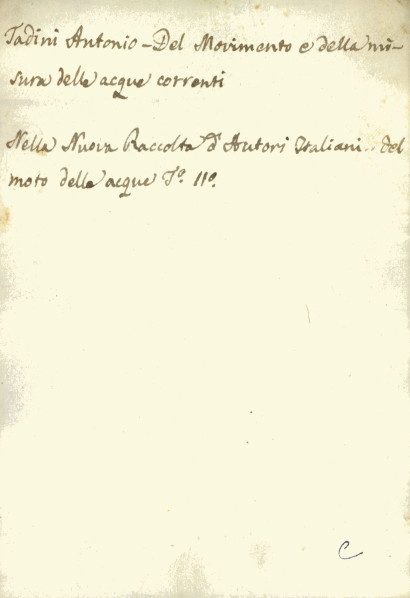 Tadini Antonio - Del Movimento e della mi-
sura delle acque correnti
Nella Nuova Raccolta d'Autori Italiani.. del
moto delle acque T.º 11º.
C